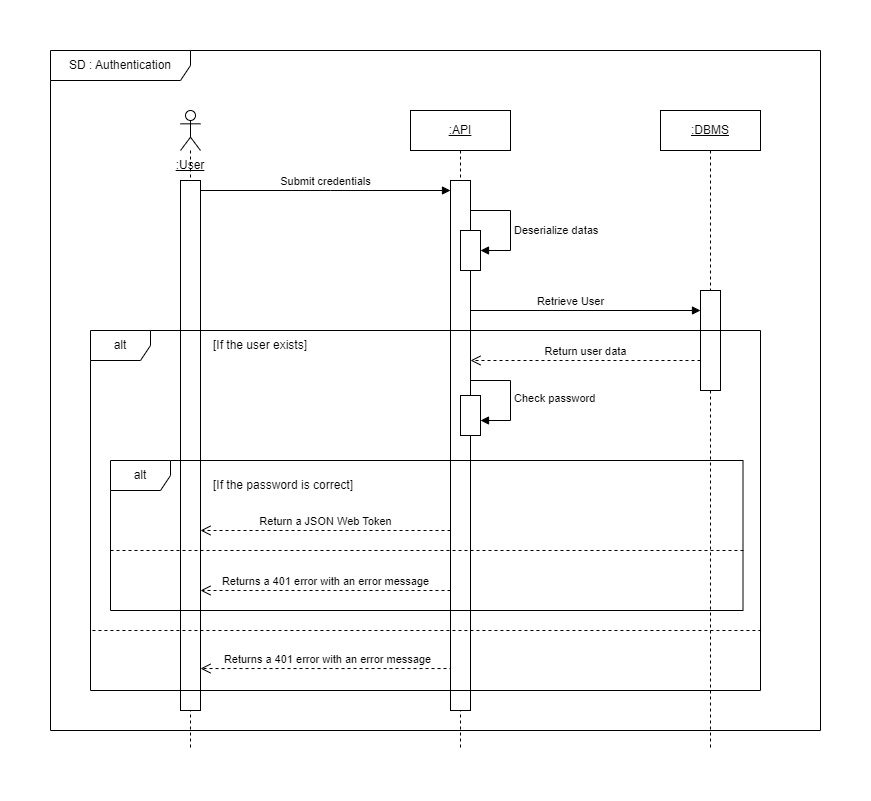 SD : Authentication
:User
:API
:DBMS
Submit credentials
Deserialize datas
Retrieve User
alt
[If the user exists]
Return user data
Check password
alt
[If the password is correct]
Return a JSON Web Token
Returns a 401 error with an error message
Returns a 401 error with an error message